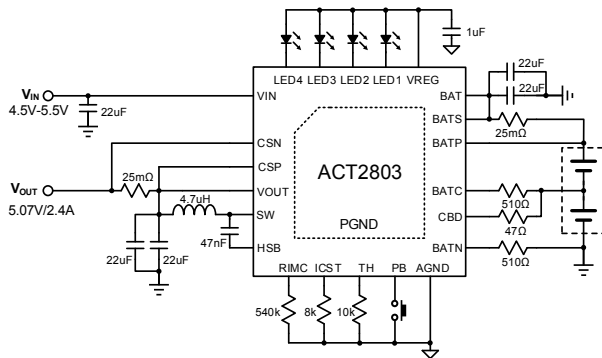 1uF
LED4 LED3 LED2 LED1 VREG
22uF
22uF
VIN
4.5V-5.5V
22uF
VIN
BAT
BATS
25mΩ
BATP
CSN
CSP
ACT2803
VOUT
5.07V/2.4A
25mΩ
VOUT
BATC
510Ω
4.7uH
SW
CBD
47Ω
PGND
22uF
22uF
47nF
HSB
BATN
510Ω
RIMC ICST TH PB AGND
540k
8k
10k